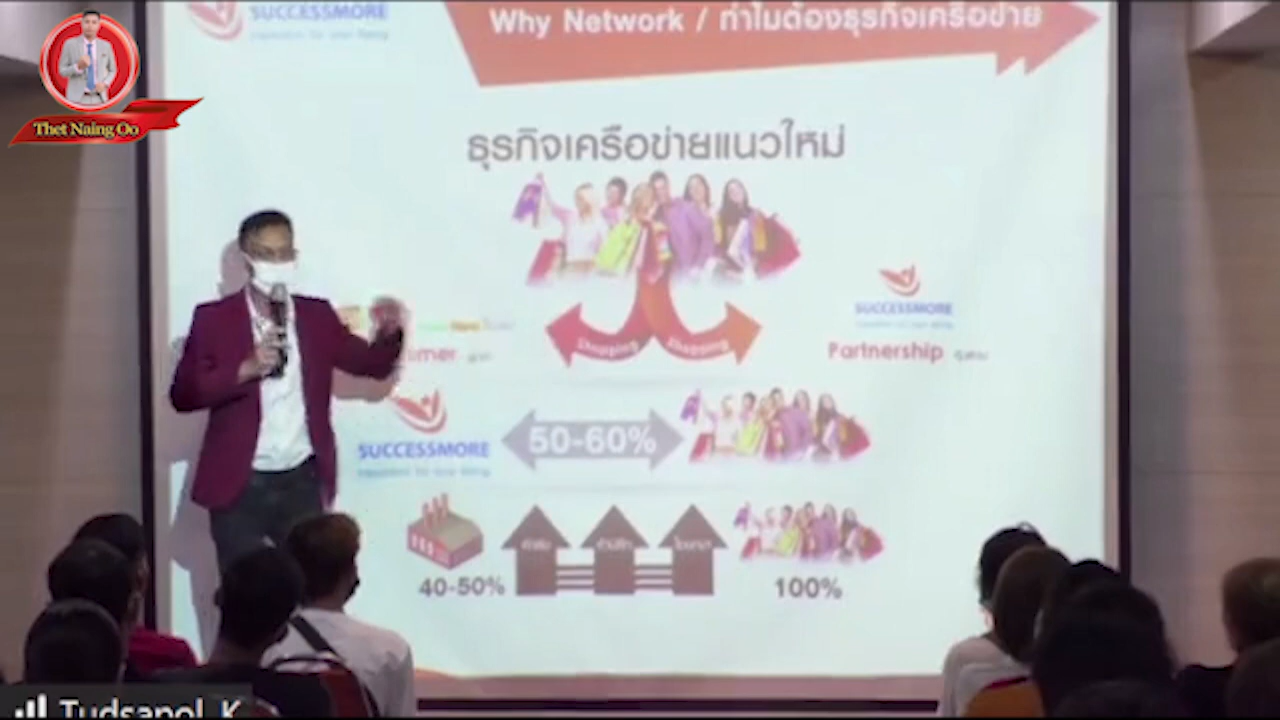 SUCCESSMORE
Why Network / ทำไมต้องธุรกิจเครือข่าย
Thet Naing Oo
ธุรกิจเครือข่ายแนวใหม่
Shopping
Shopping
SUCCESSMORE
Partnership
SUCCESSMORE
50-60%
40-50%
100%
Tudsapol K